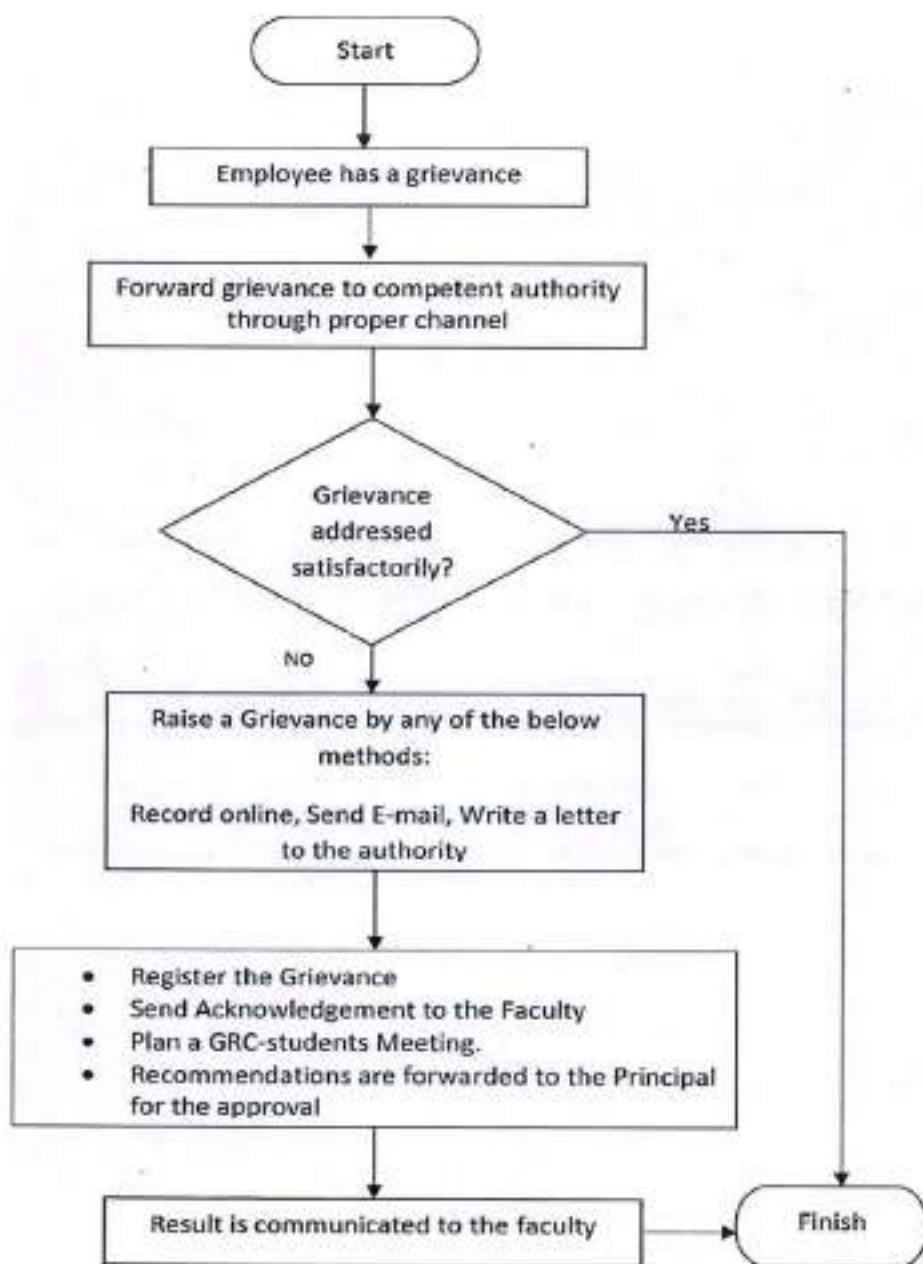 Start
Employee has a grievance
Forward grievance to competent authority
through proper channel
Grievance
addressed
satisfactorily?
Yes
NO
Raise a Grievance by any of the below
methods:
Record online, Send E-mail, Write a letter
to the authority
• Register the Grievance
• Send Acknowledgement to the Faculty
• Plan a GRC-students Meeting.
• Recommendations are forwarded to the Principal
for the approval
Result is communicated to the faculty
Finish